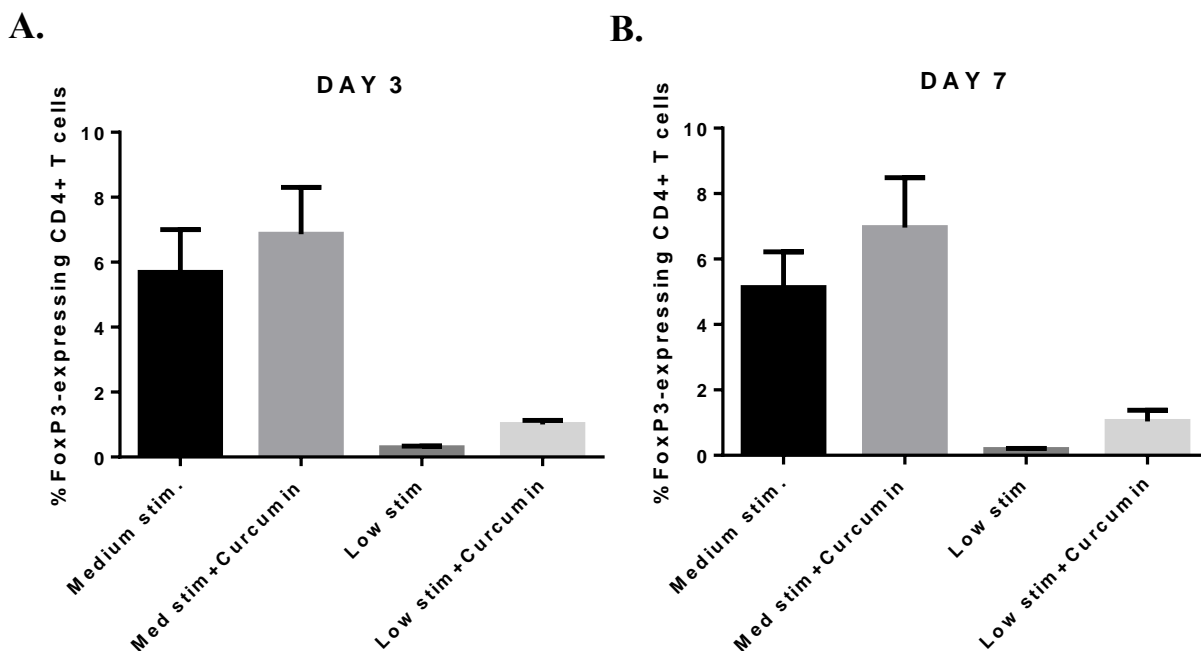 A.
DAY 3
%FoxP3-expressing CD4+ T cells
10
8
6
4
2
0
Medium stim.
Med stim+Curcumin
Low stim
Low stim+Curcumin
B.
DAY 7
%FoxP3-expressing CD4+ T cells
10
8
6
4
2
0
Medium stim.
Med stim+Curcumin
Low stim
Low stim+Curcumin